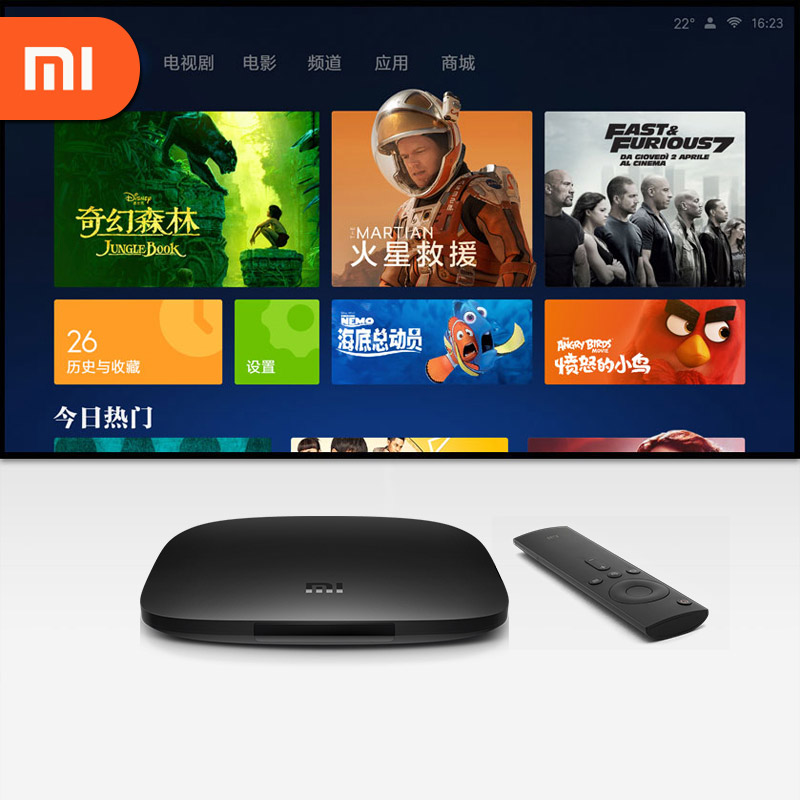 22° 16:23
mi
电视剧 电影 频道 应用 商城
Disney
奇幻森林
JUNGLE BOOK
THE MARTIAN
火星救援
FAST & FURIOUS 7
DA GIOVEDÌ 2 APRILE
AL CINEMA
26
历史与收藏
设置
NEMO
海底总动员
THE ANGRY BIRDS
MOVIE
愤怒的小鸟
今日热门
mi